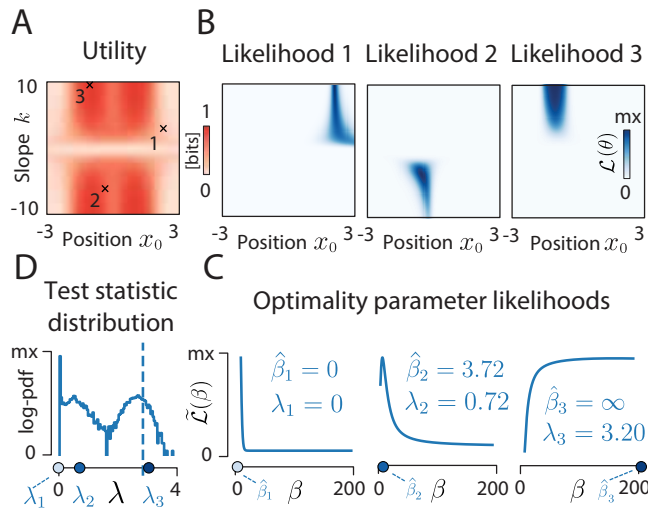 A
Utility
10
3
1
2
Slope k
-10
-3
Position x₀
3
1
[bits]
0
B
Likelihood 1
Likelihood 2
Likelihood 3
mx
ℒ(θ)
0
-3
Position x₀
3
-3
Position x₀
3
-3
Position x₀
3
D
Test statistic
distribution
mx
log-pdf
0
λ₁
0
λ₂
λ
λ₃
4
C
Optimality parameter likelihoods
mx
ℒ̃(β)
0
β̂₁ = 0
λ₁ = 0
β̂₁
β
200
β̂₂ = 3.72
λ₂ = 0.72
β̂₂
β
200
β̂₃ = ∞
λ₃ = 3.20
β
β̂₃
200